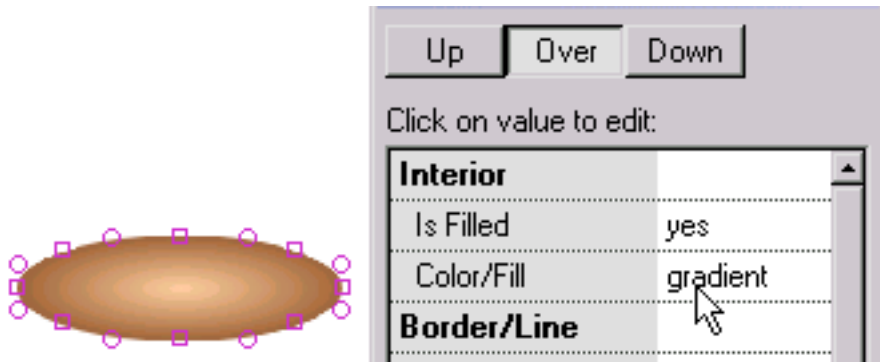 Up Over Down
Click on value to edit:
Interior
Is Filled yes
Color/Fill gradient
Border/Line